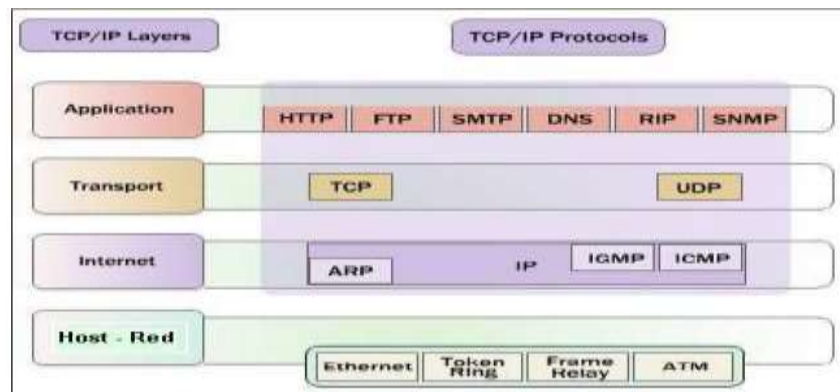 TCP/IP Layers
TCP/IP Protocols
Application
HTTP
FTP
SMTP
DNS
RIP
SNMP
Transport
TCP
UDP
Internet
ARP
IP
IGMP
ICMP
Host - Red
Ethernet
Token
Ring
Frame
Relay
ATM